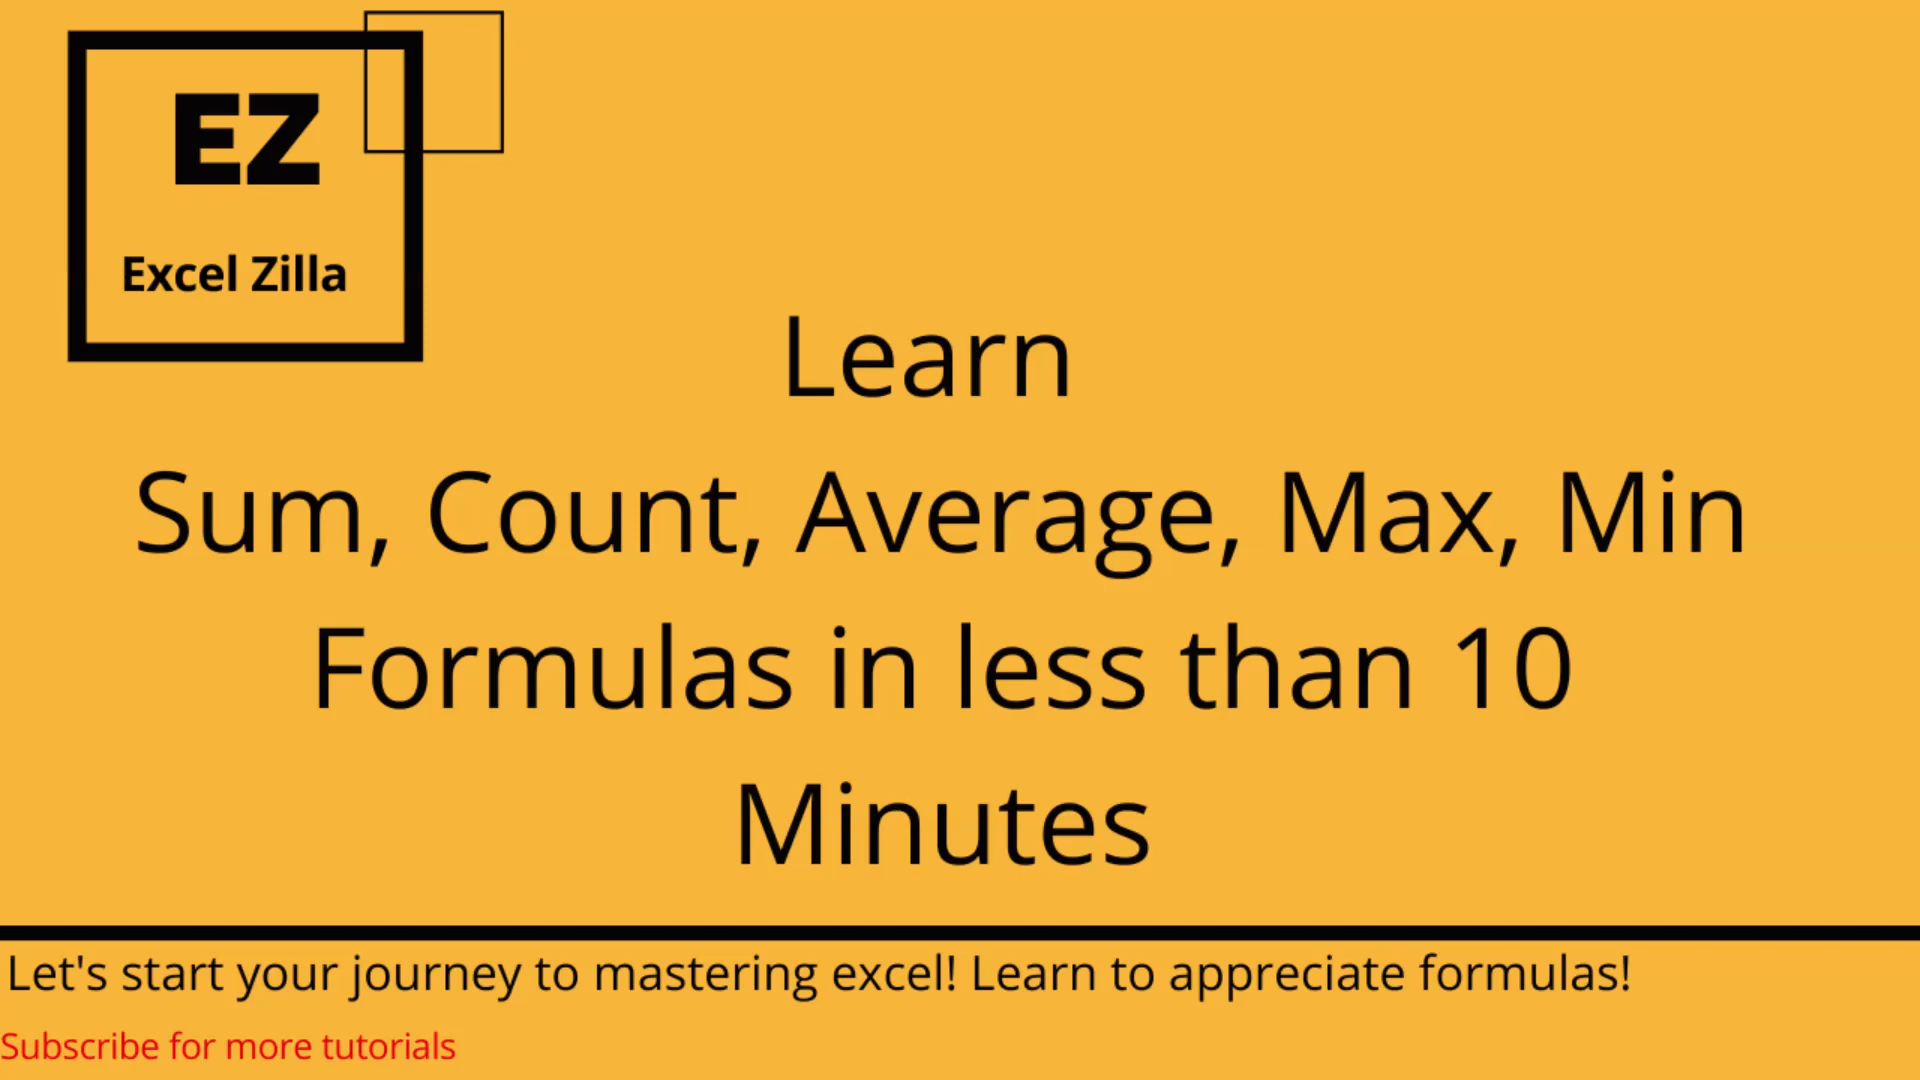 EZ
Excel Zilla
Learn
Sum, Count, Average, Max, Min
Formulas in less than 10
Minutes
Let's start your journey to mastering excel! Learn to appreciate formulas!
Subscribe for more tutorials